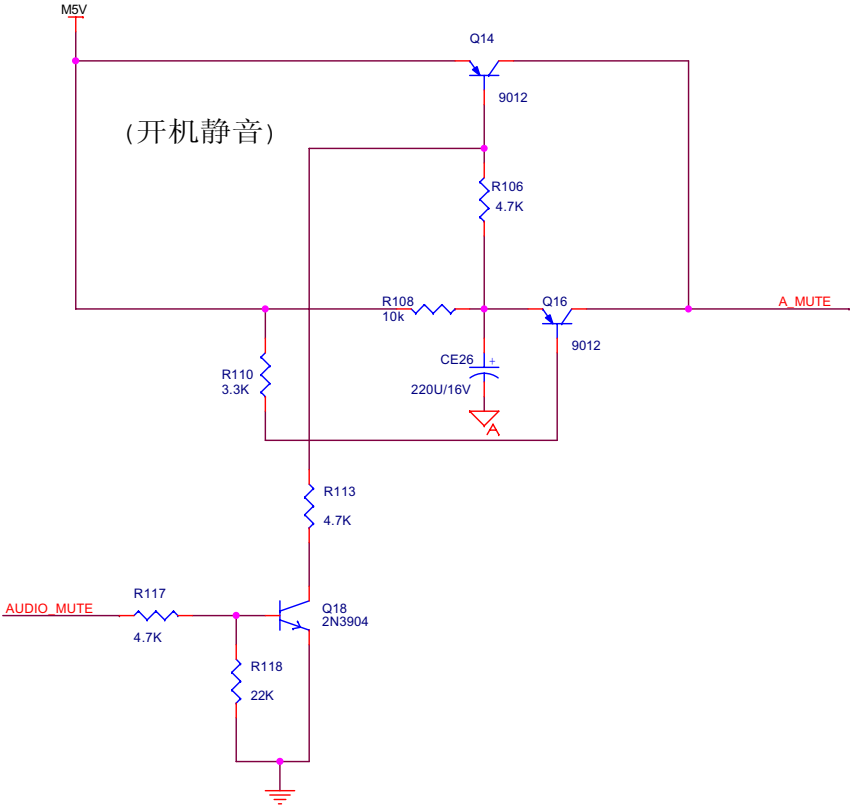 M5V
Q14
9012
(开机静音)
R106
4.7K
R108
10k
Q16
A_MUTE
9012
CE26
+
220U/16V
R110
3.3K
A
R113
4.7K
R117
AUDIO_MUTE
4.7K
Q18
2N3904
R118
22K